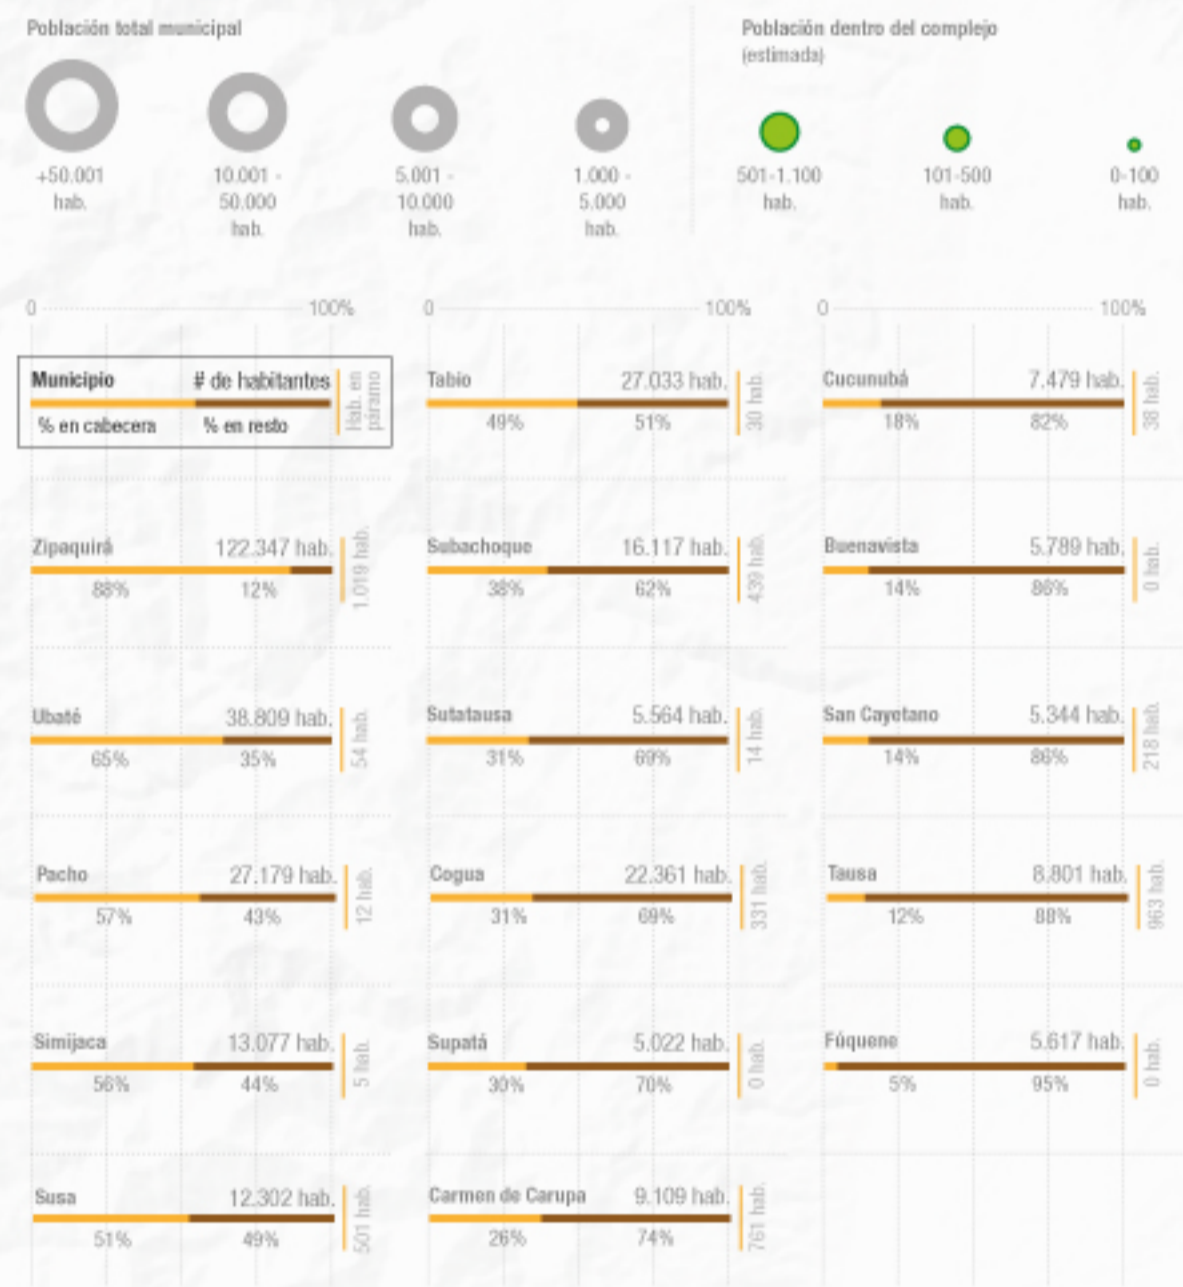 Población total municipal
+50.001
hab.
10.001 -
50.000
hab.
5.001 -
10.000
hab.
1.000 -
5.000
hab.
Población dentro del complejo
(estimada)
501-1.100
hab.
101-500
hab.
0-100
hab.
0 100%
0 100%
0 100%
Municipio # de habitantes
% en cabecera % en resto
Hab. en
páramo
Zipaquirá 122.347 hab.
88% 12%
1.019 hab.
Ubaté 38.809 hab.
65% 35%
54 hab.
Pacho 27.179 hab.
57% 43%
12 hab.
Simijaca 13.077 hab.
56% 44%
5 hab.
Susa 12.302 hab.
51% 49%
501 hab.
Tabio 27.033 hab.
49% 51%
30 hab.
Subachoque 16.117 hab.
38% 62%
439 hab.
Sutatausa 5.564 hab.
31% 69%
14 hab.
Cogua 22.361 hab.
31% 69%
331 hab.
Supatá 5.022 hab.
30% 70%
0 hab.
Carmen de Carupa 9.109 hab.
26% 74%
761 hab.
Cucunubá 7.479 hab.
18% 82%
38 hab.
Buenavista 5.789 hab.
14% 86%
0 hab.
San Cayetano 5.344 hab.
14% 86%
218 hab.
Tausa 8.801 hab.
12% 88%
963 hab.
Fúquene 5.617 hab.
5% 95%
0 hab.